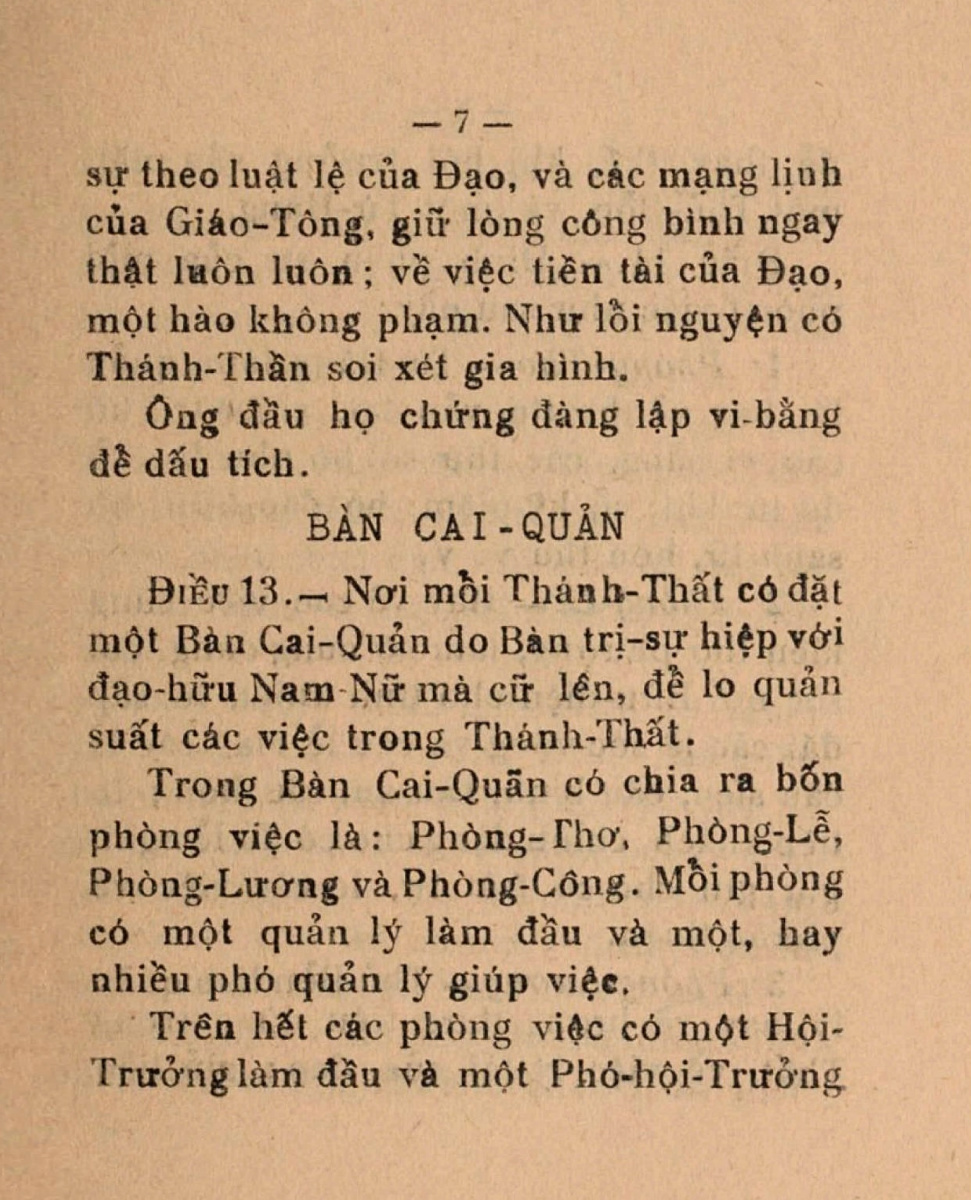 — 7 —
sự theo luật lệ của Đạo, và các mạng lịnh
của Giáo-Tông, giữ lòng công bình ngay
thật luôn luôn ; về việc tiền tài của Đạo,
một hào không phạm. Như lồi nguyện có
Thánh-Thần soi xét gia hình.
Ông đầu họ chứng đàng lập vi-bằng
để dấu tích.
BÀN CAI-QUẢN
ĐIỀU 13.— Nơi mồi Thánh-Thất có đặt
một Bàn Cai-Quản do Bàn trị-sự hiệp với
đạo-hữu Nam-Nữ mà cữ lên, để lo quản
suất các việc trong Thánh-Thất.
Trong Bàn Cai-Quãn có chia ra bốn
phòng việc là : Phòng-Thơ, Phòng-Lễ,
Phòng-Lương và Phòng-Công. Mồi phòng
có một quản lý làm đầu và một, hay
nhiều phó quản lý giúp việc.
Trên hết các phòng việc có một Hội-
Trưởng làm đầu và một Phó-hội-Trưởng